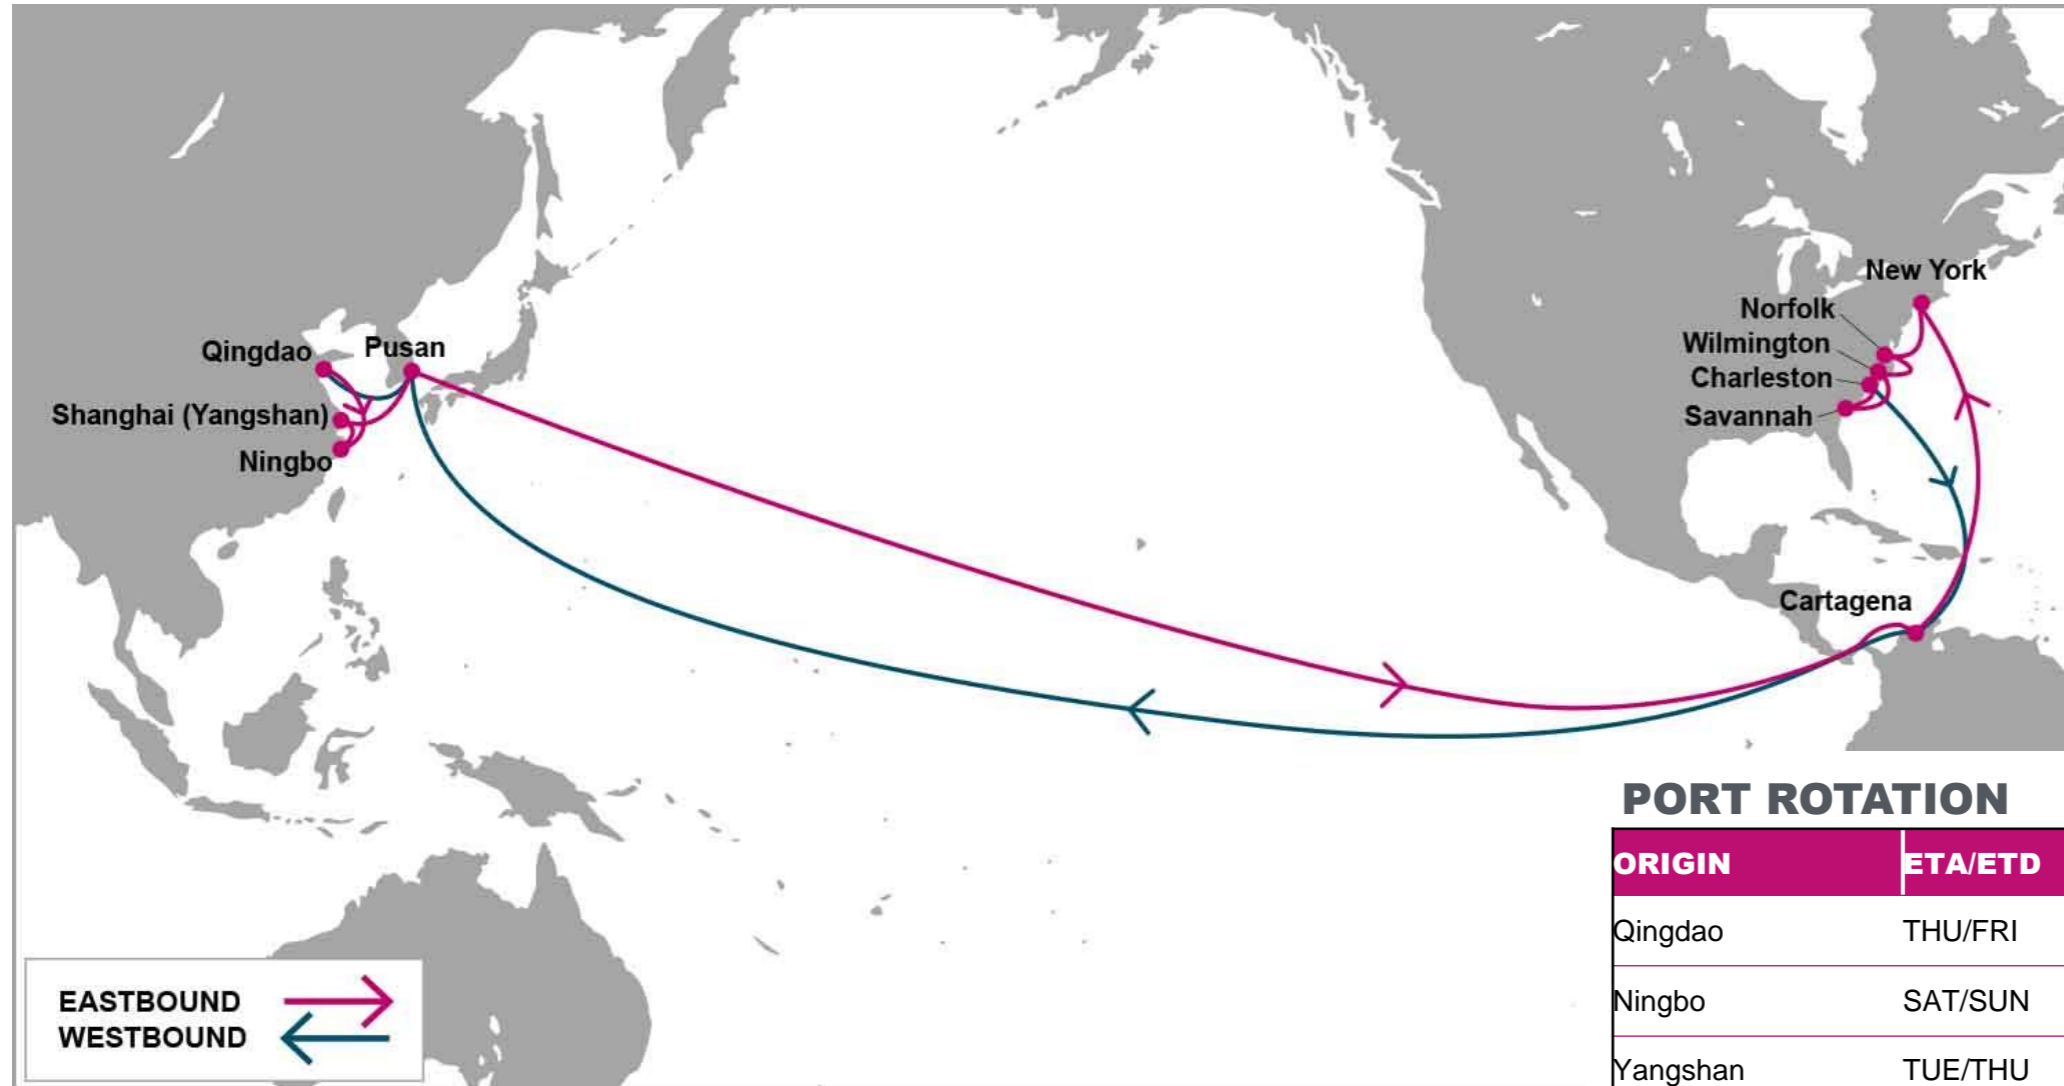 New York
Norfolk
Wilmington
Charleston
Savannah
Qingdao
Pusan
Shanghai (Yangshan)
Ningbo
Cartagena
EASTBOUND
WESTBOUND
PORT ROTATION
ORIGIN ETA/ETD
Qingdao THU/FRI
Ningbo SAT/SUN
Yangshan TUE/THU